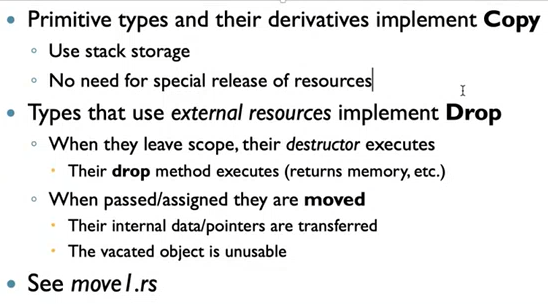 Primitive types and their derivatives implement Copy
Use stack storage
No need for special release of resources
Types that use external resources implement Drop
When they leave scope, their destructor executes
Their drop method executes (returns memory, etc.)
When passed/assigned they are moved
Their internal data/pointers are transferred
The vacated object is unusable
See move1.rs